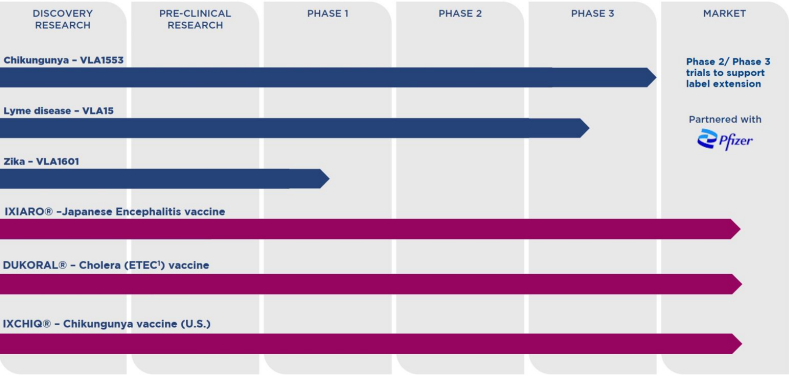 DISCOVERY
RESEARCH
PRE-CLINICAL
RESEARCH
PHASE 1
PHASE 2
PHASE 3
MARKET
Chikungunya – VLA1553
Phase 2/ Phase 3
trials to support
label extension
Lyme disease – VLA15
Partnered with
Pfizer
Zika – VLA1601
IXIARO® –Japanese Encephalitis vaccine
DUKORAL® – Cholera (ETEC¹) vaccine
IXCHIQ® – Chikungunya vaccine (U.S.)